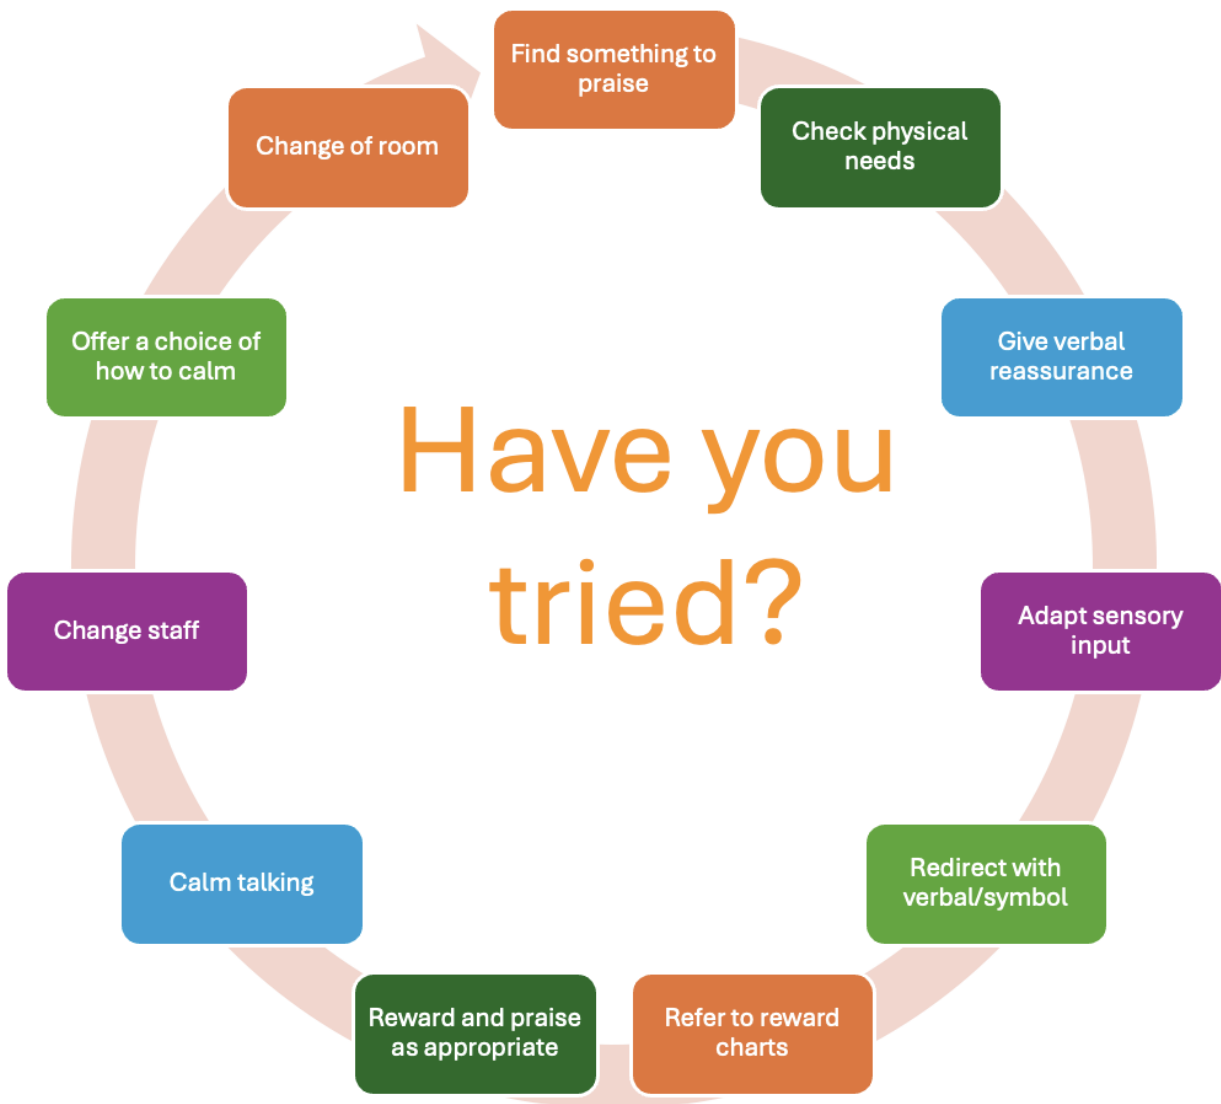 Find something to
praise
Check physical
needs
Give verbal
reassurance
Adapt sensory
input
Redirect with
verbal/symbol
Refer to reward
charts
Reward and praise
as appropriate
Calm talking
Change staff
Offer a choice of
how to calm
Change of room
Have you
tried?